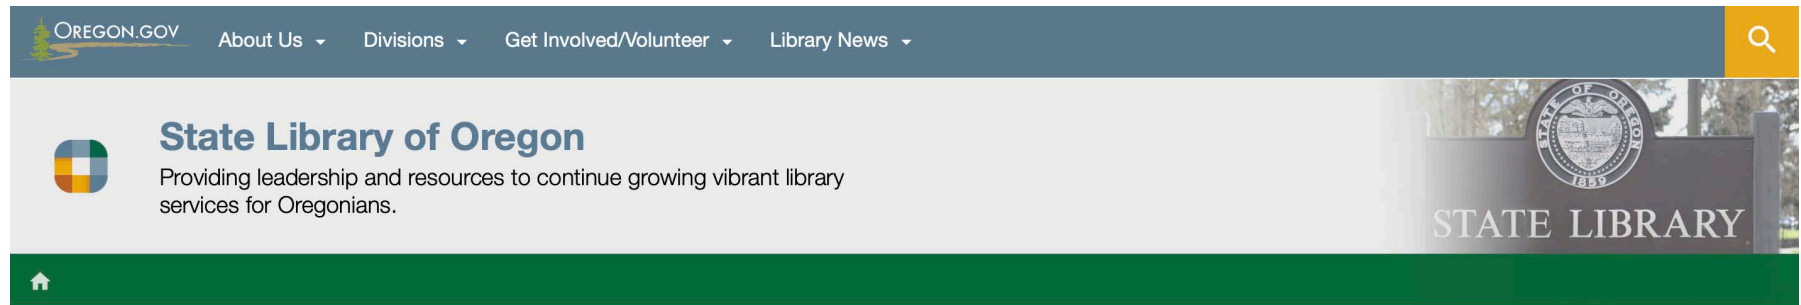 OREGON.GOV
About Us
Divisions
Get Involved/Volunteer
Library News
State Library of Oregon
Providing leadership and resources to continue growing vibrant library
services for Oregonians.
STATE OF OREGON
1859
STATE LIBRARY